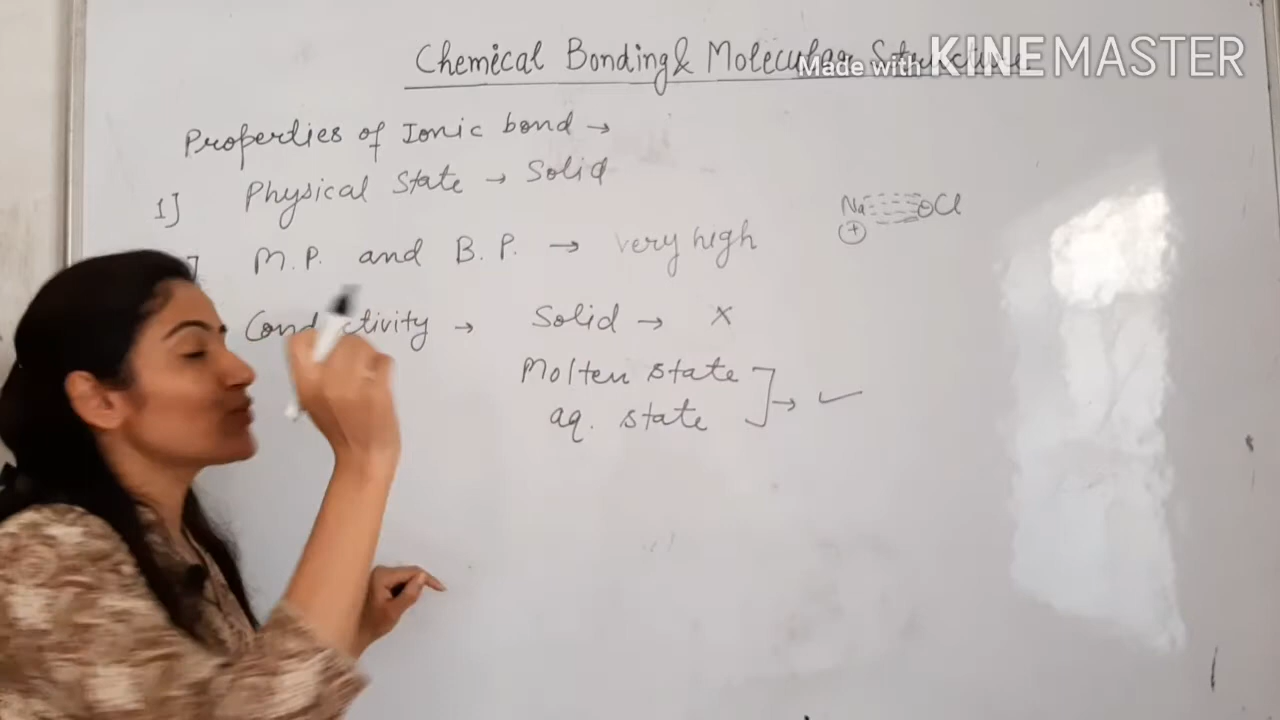 Chemical Bonding & Molecular Structure
Made with KINEMASTER
Properties of Ionic bond →
1] Physical State → Solid
] M.P. and B.P. → very high
Na ⊖Cl
⊕
Conductivity → Solid → ×
Molten state
aq. state ] → ✓